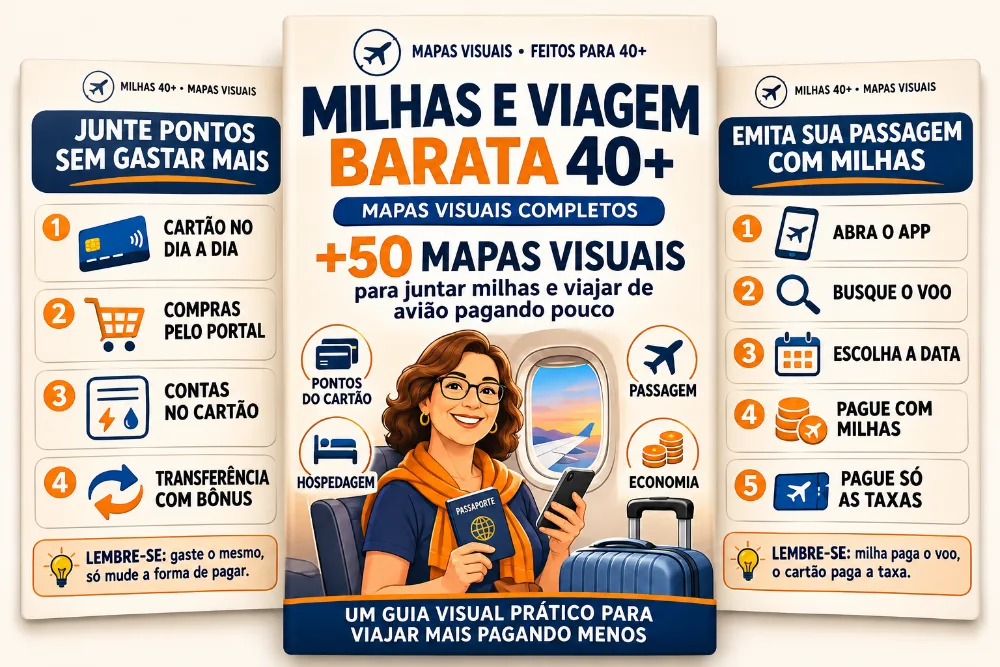 MILHAS 40+ • MAPAS VISUAIS
JUNTE PONTOS
SEM GASTAR MAIS
1
CARTÃO NO
DIA A DIA
2
COMPRAS
PELO PORTAL
3
CONTAS
NO CARTÃO
4
TRANSFERÊNCIA
COM BÔNUS
LEMBRE-SE: gaste o mesmo,
só mude a forma de pagar.
MAPAS VISUAIS • FEITOS PARA 40+
MILHAS E VIAGEM
BARATA 40+
MAPAS VISUAIS COMPLETOS
+50 MAPAS VISUAIS
para juntar milhas e viajar de
avião pagando pouco
PONTOS
DO CARTÃO
HOSPEDAGEM
PASSAGEM
ECONOMIA
PASSAPORTE
UM GUIA VISUAL PRÁTICO PARA
VIAJAR MAIS PAGANDO MENOS
MILHAS 40+ • MAPAS VISUAIS
EMITA SUA PASSAGEM
COM MILHAS
1
ABRA O APP
2
BUSQUE O VOO
3
ESCOLHA A DATA
4
PAGUE COM
MILHAS
5
PAGUE SÓ
AS TAXAS
LEMBRE-SE: milha paga o voo,
o cartão paga a taxa.